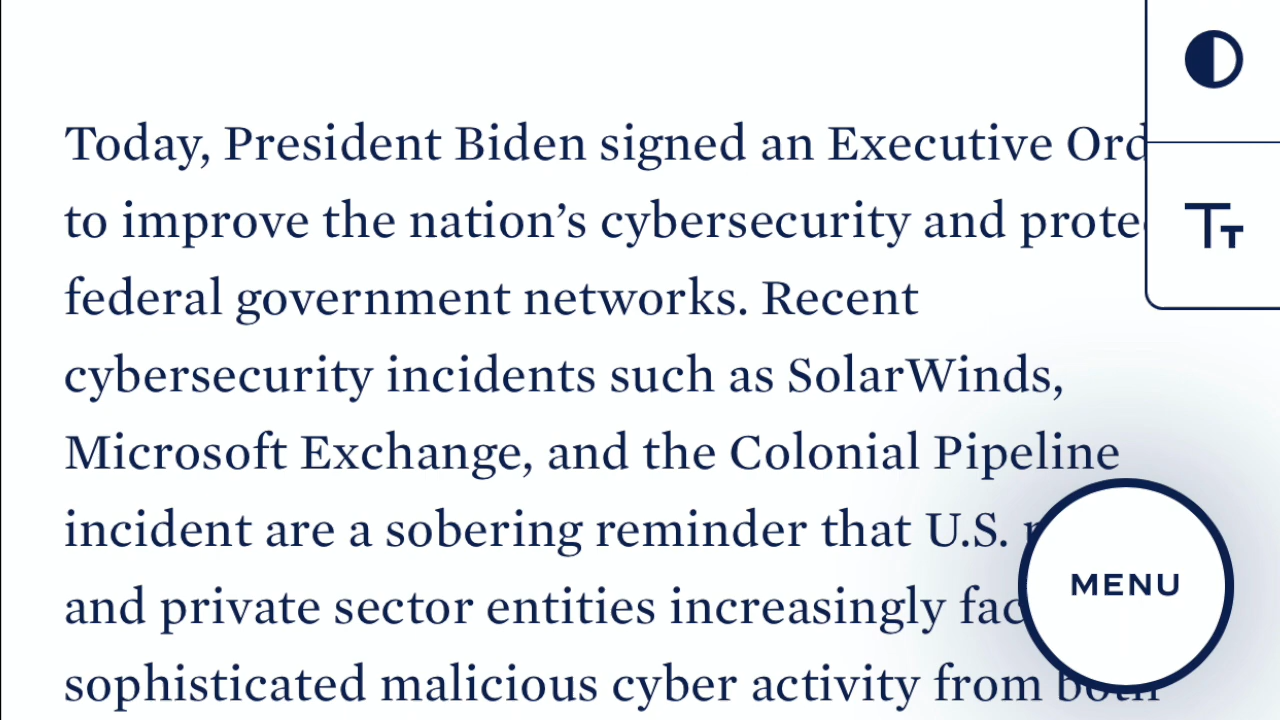 Today, President Biden signed an Executive Ord
to improve the nation’s cybersecurity and prote
federal government networks. Recent
cybersecurity incidents such as SolarWinds,
Microsoft Exchange, and the Colonial Pipeline
incident are a sobering reminder that U.S.
and private sector entities increasingly fac
sophisticated malicious cyber activity from both
MENU
Tт